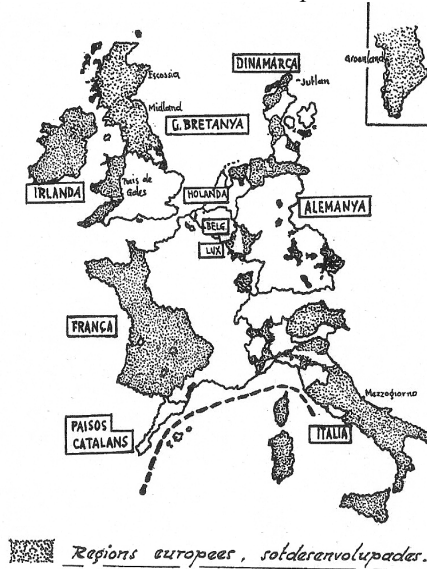 Escossia
Midland
G. BRETANYA
IRLANDA
País de
Gales
DINAMARCA
Jutlan
Groenland
HOLANDA
BELG
LUX
ALEMANYA
FRANÇA
PAISOS
CATALANS
ITALIA
Mezzogiorno
Regions europees, sotdesenvolupades.